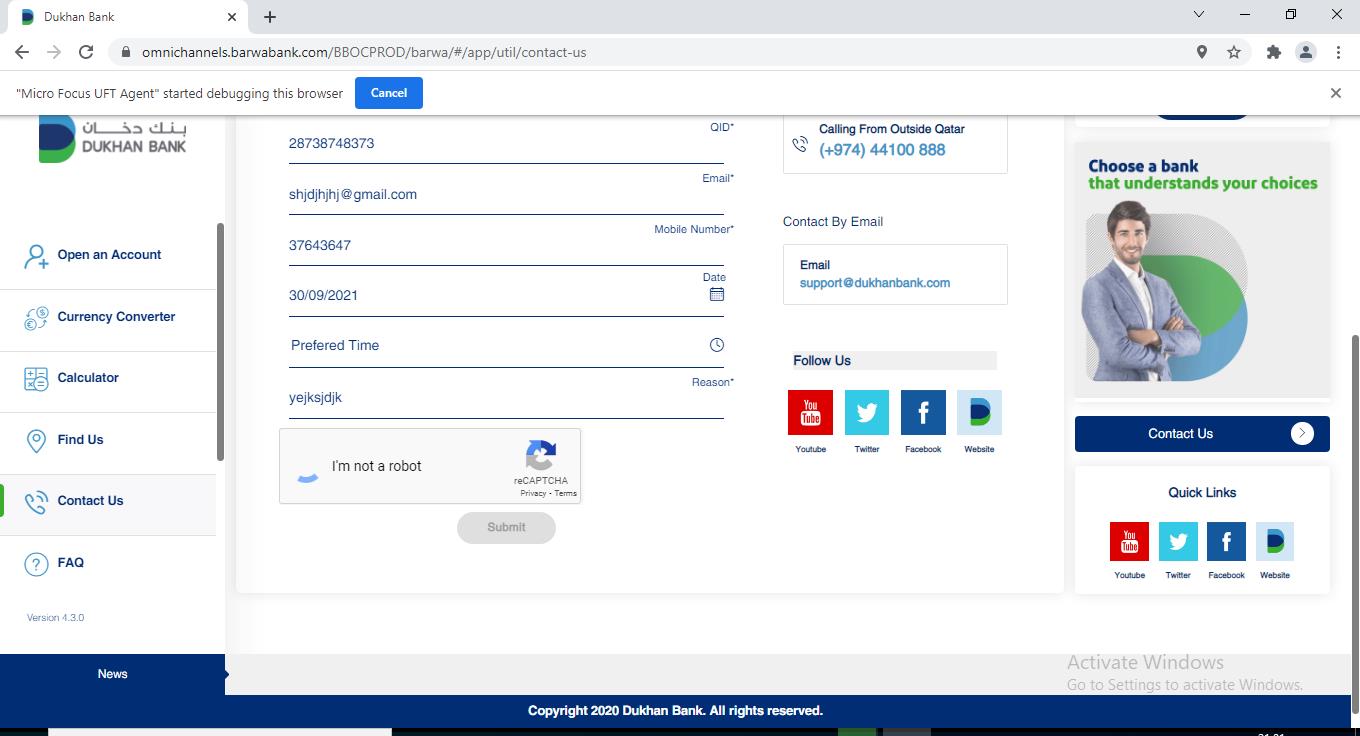 Dukhan Bank
omnichannels.barwabank.com/BBOCPROD/barwa/#/app/util/contact-us
"Micro Focus UFT Agent" started debugging this browser
Cancel
بنك دخان
DUKHAN BANK
Open an Account
Currency Converter
Calculator
Find Us
Contact Us
FAQ
Version 4.3.0
News
QID*
28738748373
Email*
shjdjhjhj@gmail.com
Mobile Number*
37643647
Date
30/09/2021
Prefered Time
Reason*
yejksjdjk
I'm not a robot
reCAPTCHA
Privacy - Terms
Submit
Calling From Outside Qatar
(+974) 44100 888
Contact By Email
Email
support@dukhanbank.com
Follow Us
You
Tube
Youtube
Twitter
Facebook
Website
Choose a bank
that understands your choices
Contact Us
Quick Links
You
Tube
Youtube
Twitter
Facebook
Website
Activate Windows
Go to Settings to activate Windows.
Copyright 2020 Dukhan Bank. All rights reserved.